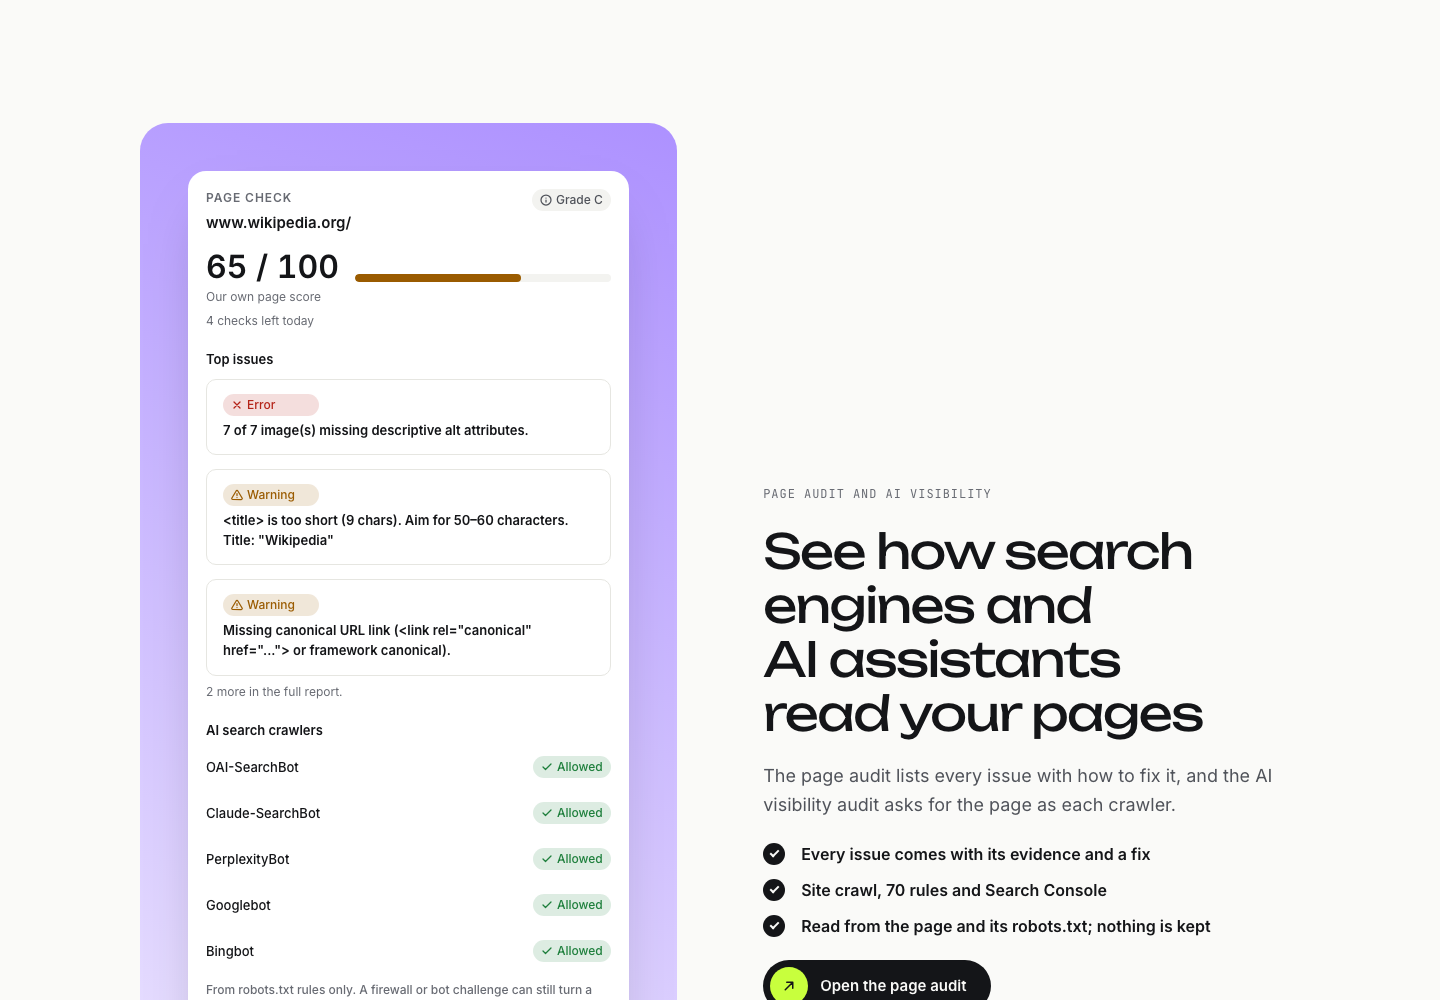 PAGE CHECK
Grade C
www.wikipedia.org/
65 / 100
Our own page score
4 checks left today
Top issues
Error
7 of 7 image(s) missing descriptive alt attributes.
Warning
<title> is too short (9 chars). Aim for 50–60 characters.
Title: "Wikipedia"
Warning
Missing canonical URL link (<link rel="canonical"
href="..."> or framework canonical).
2 more in the full report.
AI search crawlers
OAI-SearchBot Allowed
Claude-SearchBot Allowed
PerplexityBot Allowed
Googlebot Allowed
Bingbot Allowed
From robots.txt rules only. A firewall or bot challenge can still turn a
PAGE AUDIT AND AI VISIBILITY
See how search
engines and
AI assistants
read your pages
The page audit lists every issue with how to fix it, and the AI
visibility audit asks for the page as each crawler.
Every issue comes with its evidence and a fix
Site crawl, 70 rules and Search Console
Read from the page and its robots.txt; nothing is kept
Open the page audit